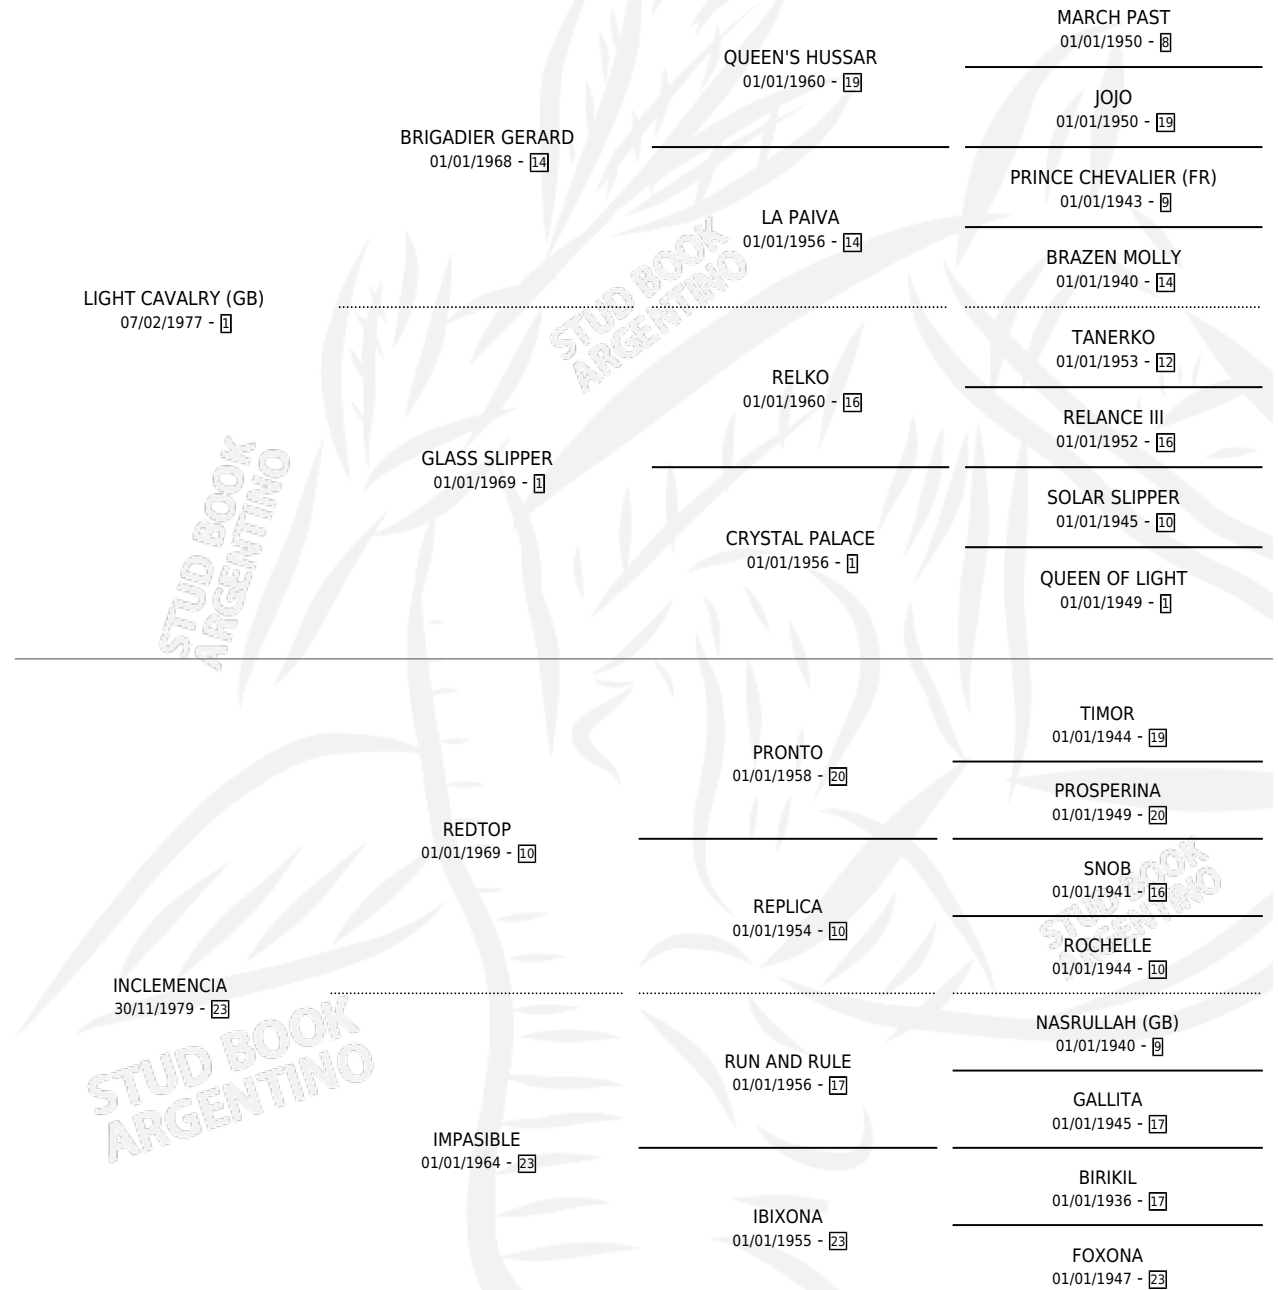 MARCH PAST
01/01/1950 - 8
QUEEN'S HUSSAR
01/01/1960 - 19
JOJO
01/01/1950 - 19
BRIGADIER GERARD
01/01/1968 - 14
PRINCE CHEVALIER (FR)
01/01/1943 - 9
LA PAIVA
01/01/1956 - 14
BRAZEN MOLLY
01/01/1940 - 14
LIGHT CAVALRY (GB)
07/02/1977 - 1
TANERKO
01/01/1953 - 12
RELKO
01/01/1960 - 16
RELANCE III
01/01/1952 - 16
GLASS SLIPPER
01/01/1969 - 1
SOLAR SLIPPER
01/01/1945 - 10
CRYSTAL PALACE
01/01/1956 - 1
QUEEN OF LIGHT
01/01/1949 - 1
STUD BOOK
ARGENTINO
STUD BOOK
ARGENTINO
TIMOR
01/01/1944 - 19
PRONTO
01/01/1958 - 20
PROSPERINA
01/01/1949 - 20
REDTOP
01/01/1969 - 10
SNOB
01/01/1941 - 16
REPLICA
01/01/1954 - 10
ROCHELLE
01/01/1944 - 10
INCLEMENCIA
30/11/1979 - 23
NASRULLAH (GB)
01/01/1940 - 9
RUN AND RULE
01/01/1956 - 17
GALLITA
01/01/1945 - 17
IMPASIBLE
01/01/1964 - 23
BIRIKIL
01/01/1936 - 17
IBIXONA
01/01/1955 - 23
FOXONA
01/01/1947 - 23
STUD BOOK
ARGENTINO
STUD BOOK
ARGENTINO